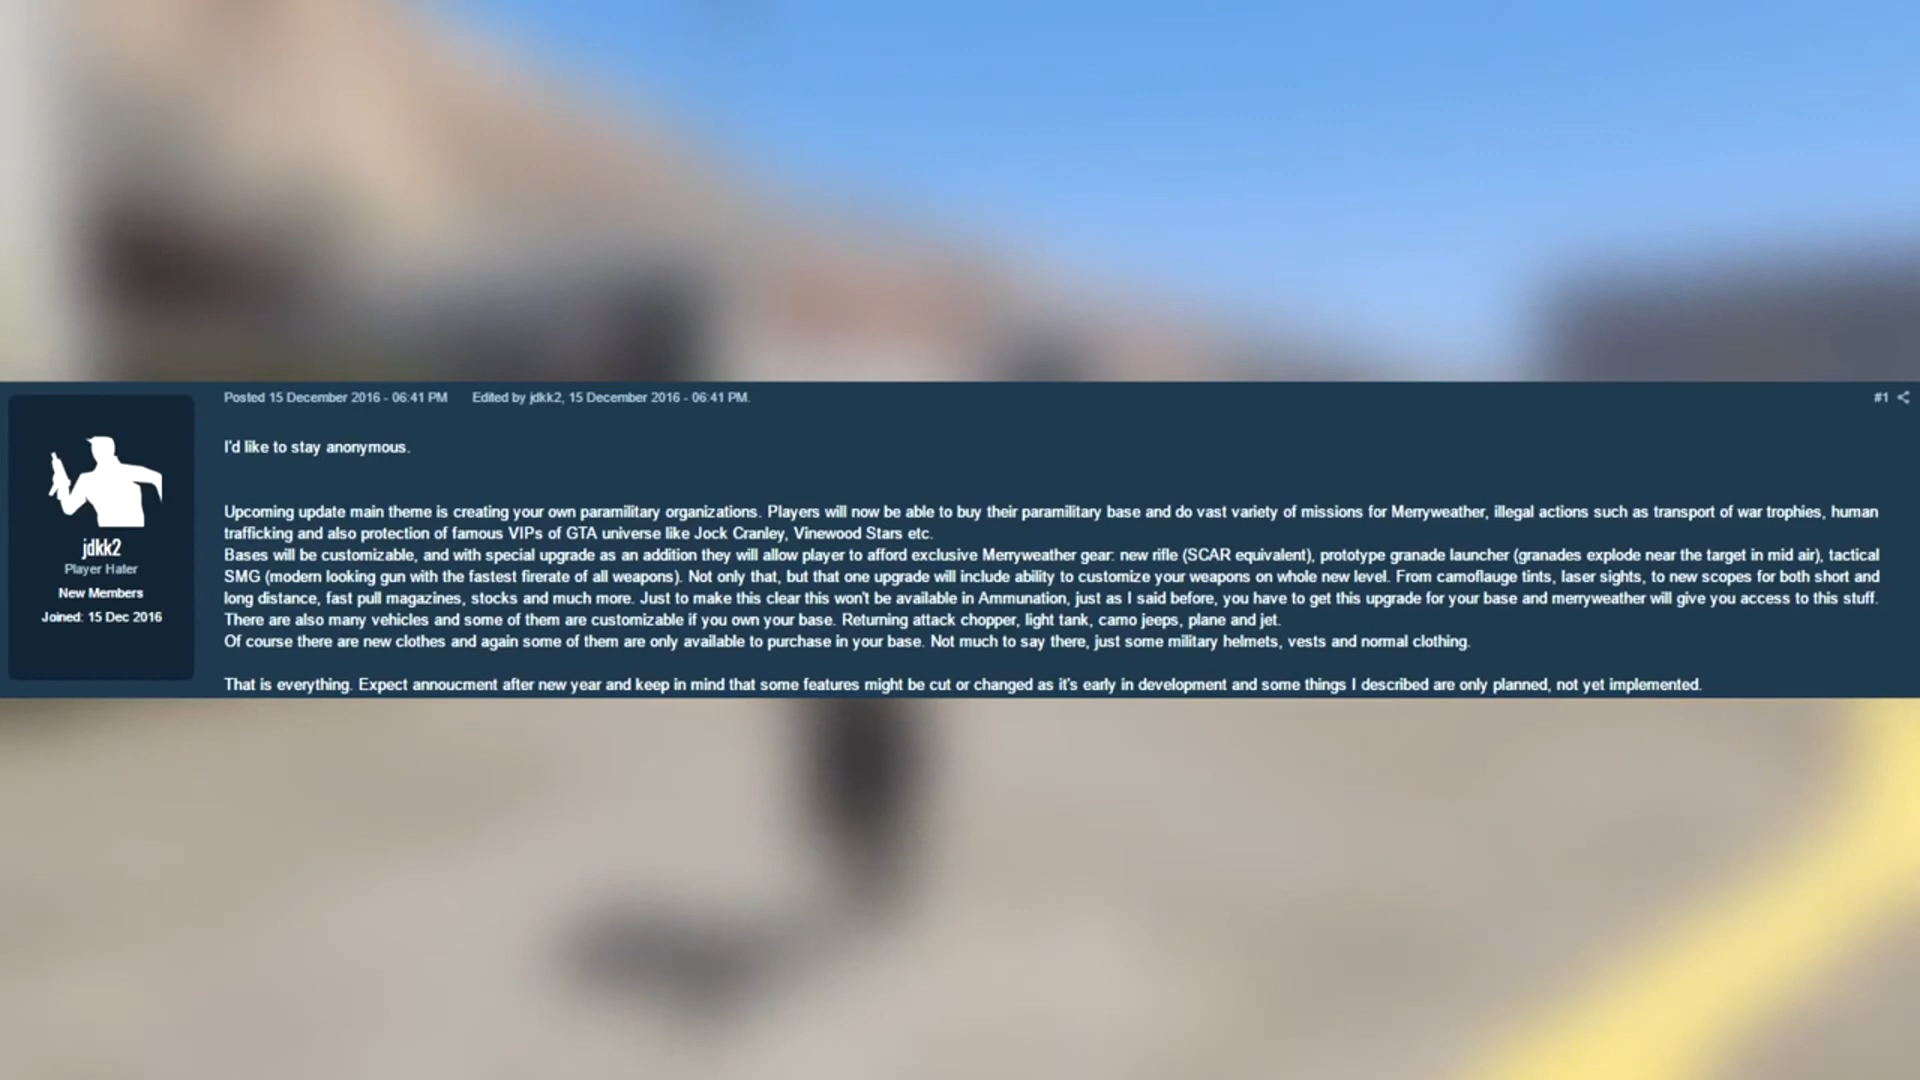 Posted 15 December 2016 - 06:41 PM Edited by jdkk2, 15 December 2016 - 06:41 PM.
#1
I'd like to stay anonymous.
jdkk2
Player Hater
New Members
Joined: 15 Dec 2016
Upcoming update main theme is creating your own paramilitary organizations. Players will now be able to buy their paramilitary base and do vast variety of missions for Merryweather, illegal actions such as transport of war trophies, human
trafficking and also protection of famous VIPs of GTA universe like Jock Cranley, Vinewood Stars etc.
Bases will be customizable, and with special upgrade as an addition they will allow player to afford exclusive Merryweather gear: new rifle (SCAR equivalent), prototype granade launcher (granades explode near the target in mid air), tactical
SMG (modern looking gun with the fastest firerate of all weapons). Not only that, but that one upgrade will include ability to customize your weapons on whole new level. From camoflauge tints, laser sights, to new scopes for both short and
long distance, fast pull magazines, stocks and much more. Just to make this clear this won't be available in Ammunation, just as I said before, you have to get this upgrade for your base and merryweather will give you access to this stuff.
There are also many vehicles and some of them are customizable if you own your base. Returning attack chopper, light tank, camo jeeps, plane and jet.
Of course there are new clothes and again some of them are only available to purchase in your base. Not much to say there, just some military helmets, vests and normal clothing.
That is everything. Expect annoucment after new year and keep in mind that some features might be cut or changed as it's early in development and some things I described are only planned, not yet implemented.